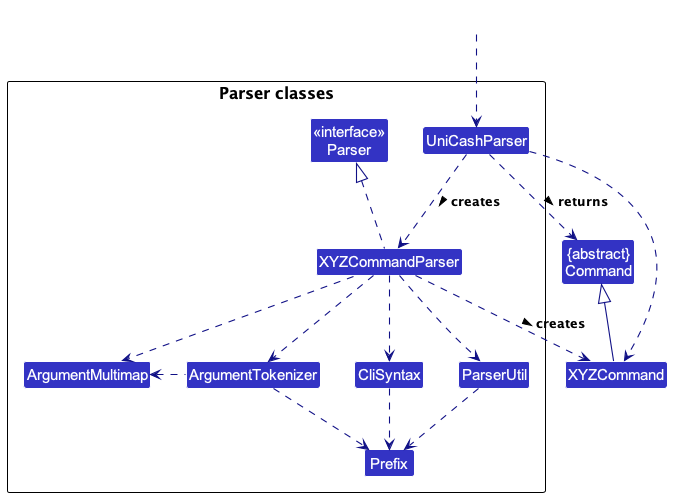 Parser classes
«interface»
Parser
UniCashParser
creates
returns
{abstract}
Command
XYZCommandParser
creates
ArgumentMultimap
ArgumentTokenizer
CliSyntax
ParserUtil
XYZCommand
Prefix